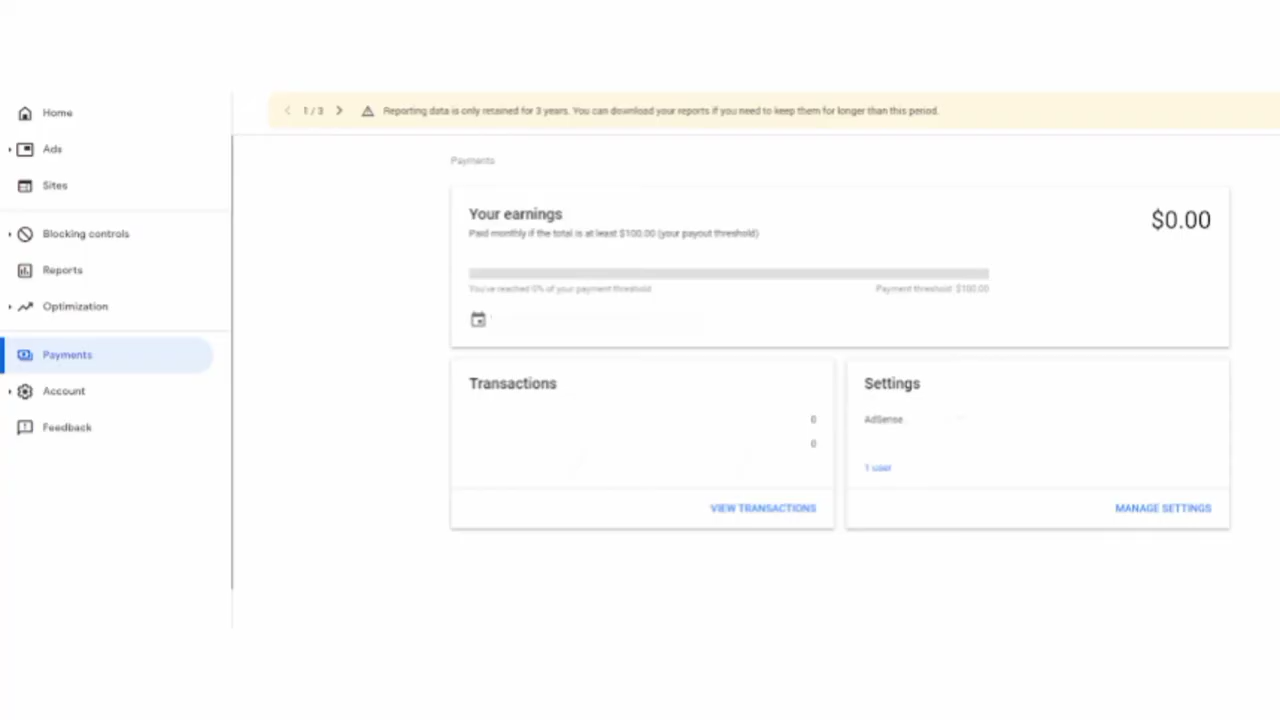 Home
Ads
Sites
Blocking controls
Reports
Optimization
Payments
Account
Feedback
1 / 3 Reporting data is only retained for 3 years. You can download your reports if you need to keep them for longer than this period.
Payments
Your earnings
$0.00
Paid monthly if the total is at least $100.00 (your payout threshold)
You've reached 0% of your payment threshold
Payment threshold: $100.00
Transactions
0
0
VIEW TRANSACTIONS
Settings
AdSense
1 user
MANAGE SETTINGS